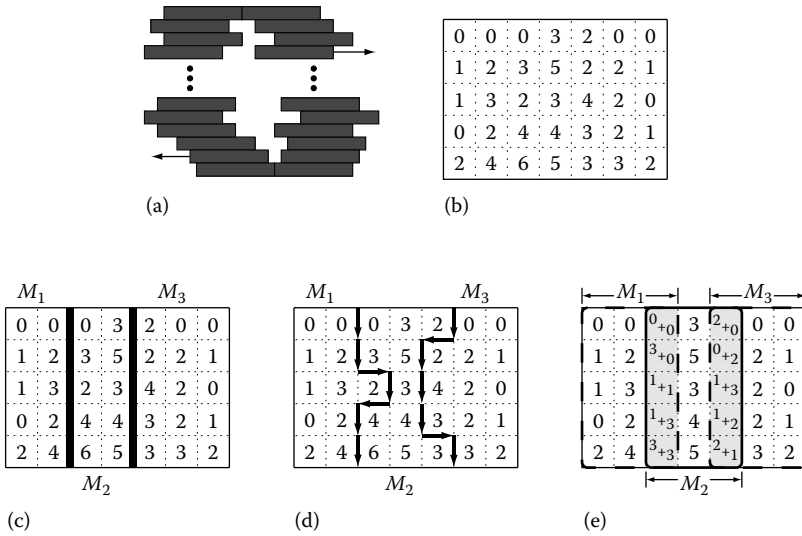 0 0 0 3 2 0 0
1 2 3 5 2 2 1
1 3 2 3 4 2 0
0 2 4 4 3 2 1
2 4 6 5 3 3 2
(a)
(b)
M1 M3
0 0 0 3 2 0 0
1 2 3 5 2 2 1
1 3 2 3 4 2 0
0 2 4 4 3 2 1
2 4 6 5 3 3 2
M2
(c)
M1 M3
0 0 0 3 2 0 0
1 2 3 5 2 2 1
1 3 2 3 4 2 0
0 2 4 4 3 2 1
2 4 6 5 3 3 2
M2
(d)
M1 M3
0 0 0+0 3 2+0 0 0
1 2 3+0 5 0+2 2 1
1 3 1+1 3 1+3 2 0
0 2 1+3 4 1+2 2 1
2 4 3+3 5 2+1 3 2
M2
(e)